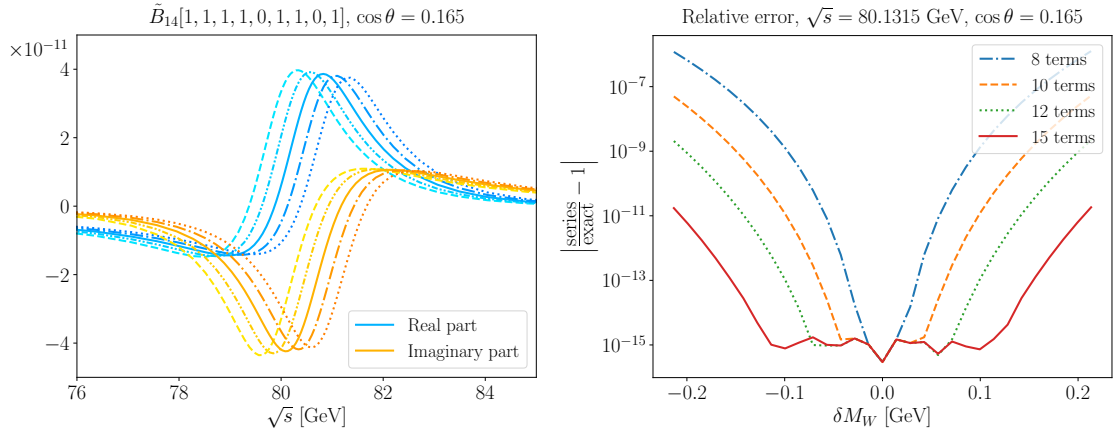 B̃₁₄[1, 1, 1, 1, 0, 1, 1, 0, 1], cos θ = 0.165
×10⁻¹¹
4
2
0
−2
−4
76
78
80
82
84
√s [GeV]
Real part
Imaginary part
Relative error, √s = 80.1315 GeV, cos θ = 0.165
|series/exact − 1|
10⁻⁷
10⁻⁹
10⁻¹¹
10⁻¹³
10⁻¹⁵
−0.2
−0.1
0.0
0.1
0.2
δM_W [GeV]
8 terms
10 terms
12 terms
15 terms